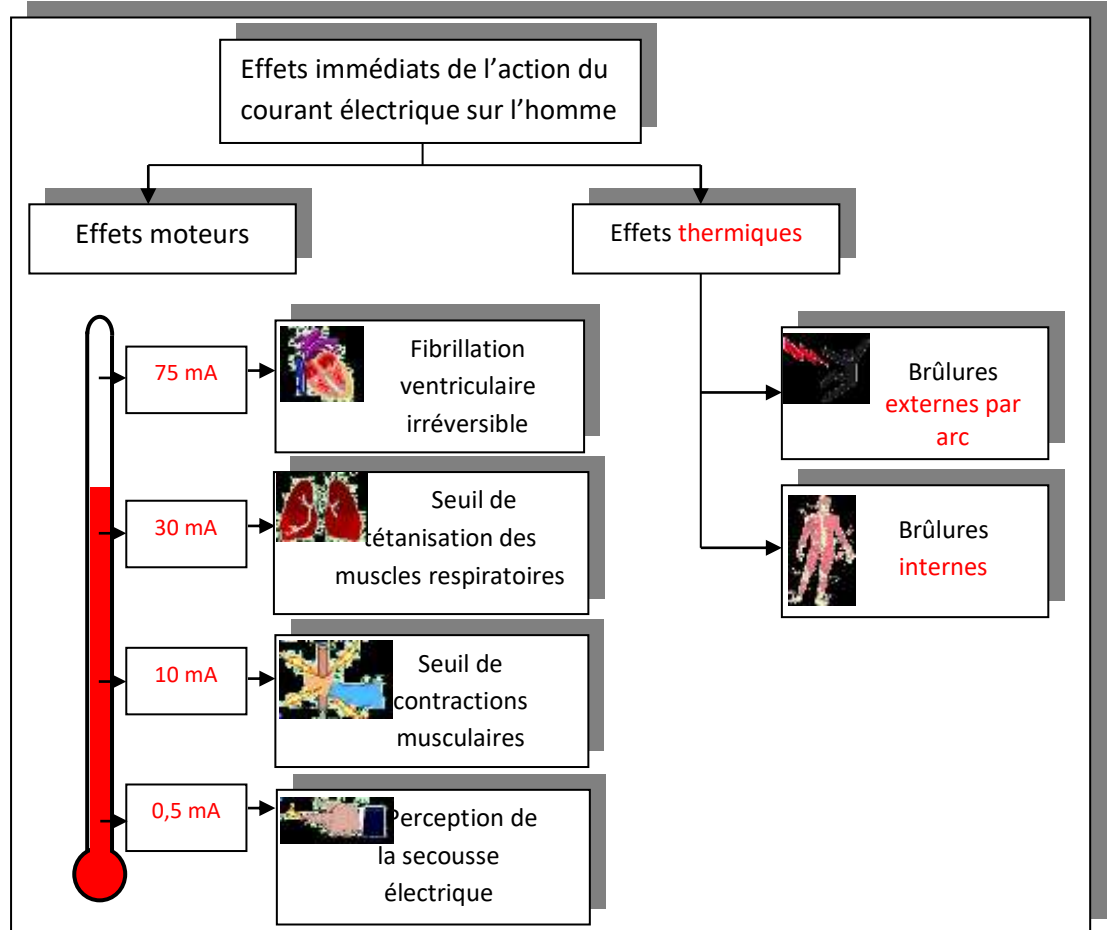 Effets immédiats de l’action du
courant électrique sur l’homme
Effets moteurs
Effets thermiques
75 mA
Fibrillation
ventriculaire
irréversible
30 mA
Seuil de
tétanisation des
muscles respiratoires
10 mA
Seuil de
contractions
musculaires
0,5 mA
Perception de
la secousse
électrique
Brûlures
externes par
arc
Brûlures
internes